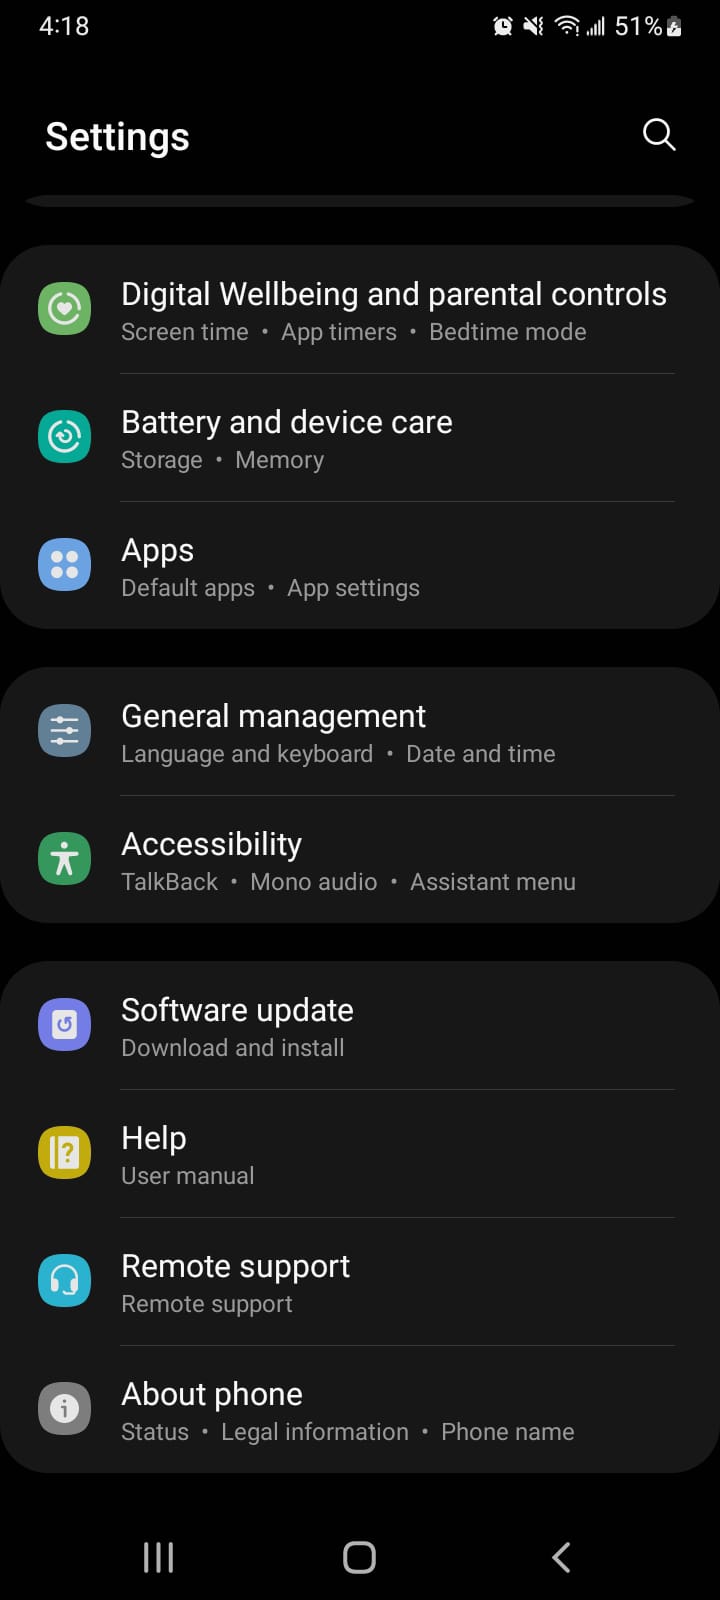 4:18 51%
Settings
Digital Wellbeing and parental controls
Screen time • App timers • Bedtime mode
Battery and device care
Storage • Memory
Apps
Default apps • App settings
General management
Language and keyboard • Date and time
Accessibility
TalkBack • Mono audio • Assistant menu
Software update
Download and install
Help
User manual
Remote support
Remote support
About phone
Status • Legal information • Phone name